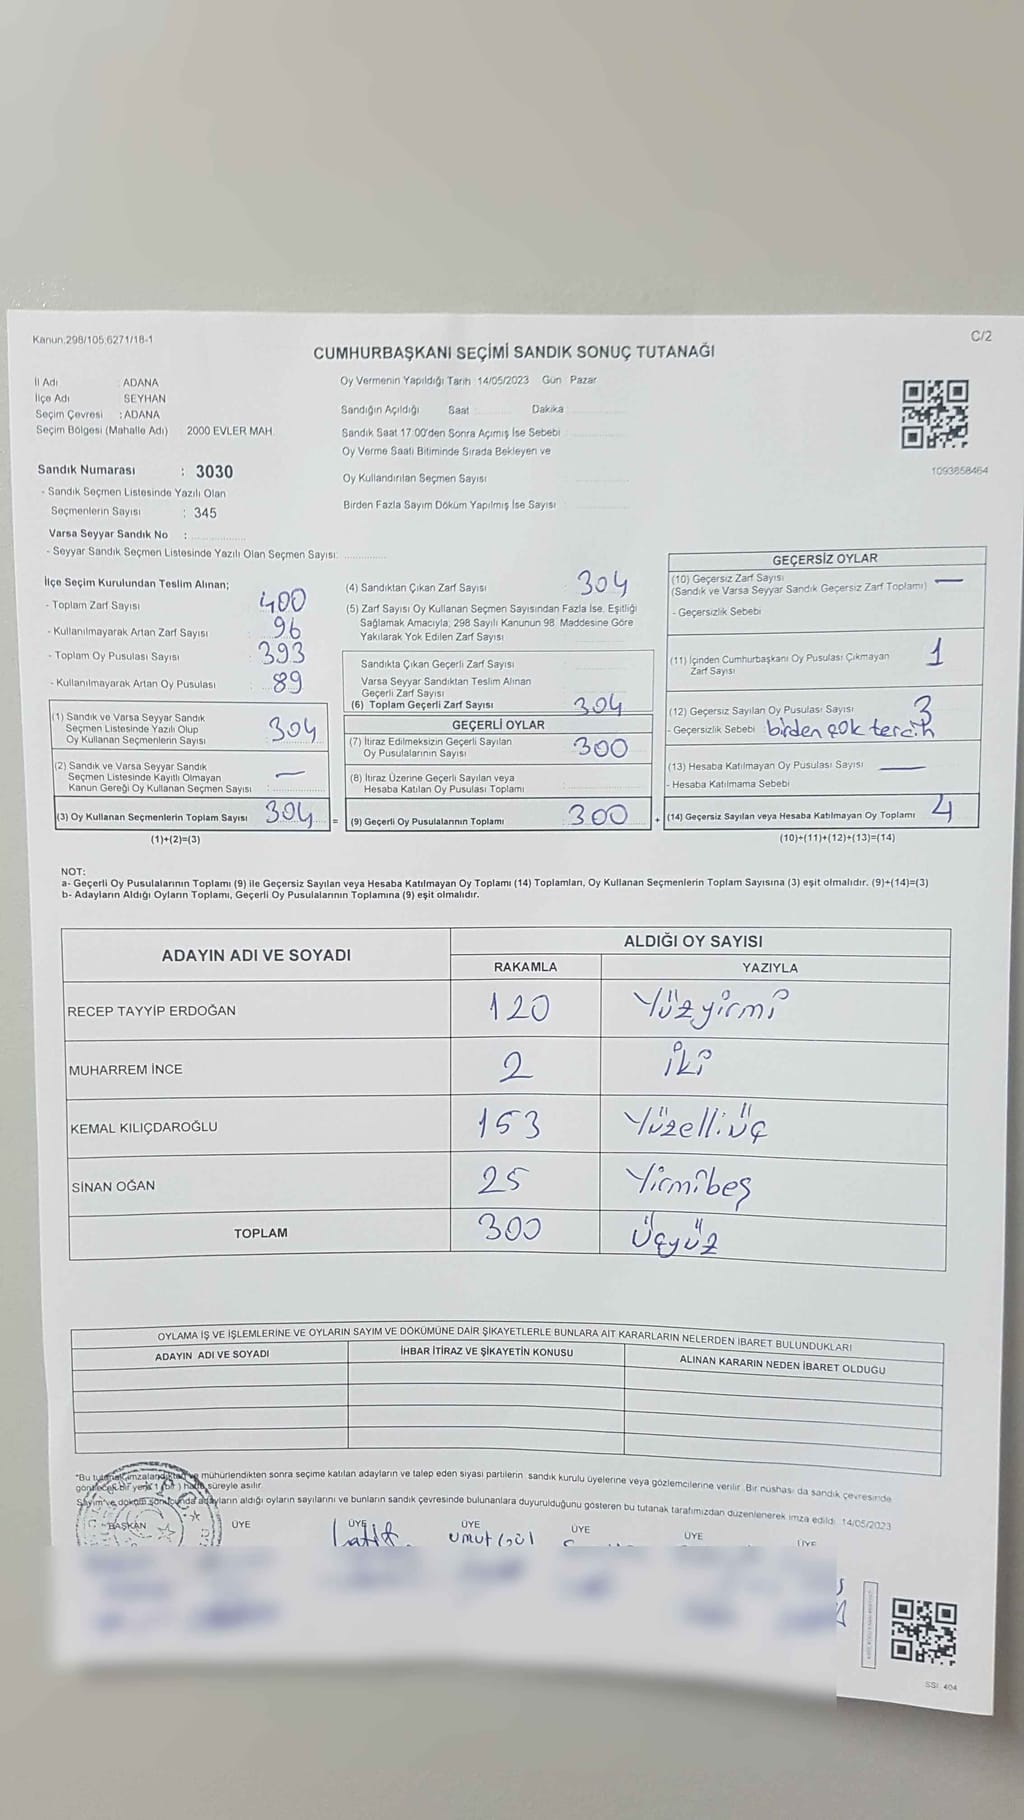 Kanun:298/105,6271/18-1
C/2
CUMHURBAŞKANI SEÇİMİ SANDIK SONUÇ TUTANAĞI
İl Adı : ADANA
İlçe Adı SEYHAN
Seçim Çevresi : ADANA
Seçim Bölgesi (Mahalle Adı) 2000 EVLER MAH.
Oy Vermenin Yapıldığı Tarih 14/05/2023 Gün Pazar
Sandığın Açıldığı Saat Dakika
Sandık Saat 17.00'den Sonra Açımış İse Sebebi
Oy Verme Saati Bitiminde Sırada Bekleyen ve
Oy Kullandırılan Seçmen Sayısı
Birden Fazla Sayım Döküm Yapılmış İse Sayısı
1093858464
Sandık Numarası : 3030
- Sandık Seçmen Listesinde Yazılı Olan
Seçmenlerin Sayısı : 345
Varsa Seyyar Sandık No :
- Seyyar Sandık Seçmen Listesinde Yazılı Olan Seçmen Sayısı:
İlçe Seçim Kurulundan Teslim Alınan;
- Toplam Zarf Sayısı 400
- Kullanılmayarak Artan Zarf Sayısı 96
- Toplam Oy Pusulası Sayısı 393
- Kullanılmayarak Artan Oy Pusulası : 89
(1) Sandık ve Varsa Seyyar Sandık
Seçmen Listesinde Yazılı Olup
Oy Kullanan Seçmenlerin Sayısı 304
(2) Sandık ve Varsa Seyyar Sandık
Seçmen Listesinde Kayıtlı Olmayan
Kanun Gereği Oy Kullanan Seçmen Sayısı : —
(3) Oy Kullanan Seçmenlerin Toplam Sayısı 304
(1)+(2)=(3)
(4) Sandıktan Çıkan Zarf Sayısı : 304
(5) Zarf Sayısı Oy Kullanan Seçmen Sayısından Fazla İse, Eşitliği
Sağlamak Amacıyla, 298 Sayılı Kanunun 98. Maddesine Göre
Yakılarak Yok Edilen Zarf Sayısı
Sandıkta Çıkan Geçerli Zarf Sayısı
Varsa Seyyar Sandıktan Teslim Alınan
Geçerli Zarf Sayısı
(6) Toplam Geçerli Zarf Sayısı 304
GEÇERLİ OYLAR
(7) İtiraz Edilmeksizin Geçerli Sayılan
Oy Pusulalarının Sayısı 300
(8) İtiraz Üzerine Geçerli Sayılan veya
Hesaba Katılan Oy Pusulası Toplamı
= (9) Geçerli Oy Pusulalarının Toplamı 300
GEÇERSİZ OYLAR
(10) Geçersiz Zarf Sayısı
(Sandık ve Varsa Seyyar Sandık Geçersiz Zarf Toplamı) —
- Geçersizlik Sebebi
(11) İçinden Cumhurbaşkanı Oy Pusulası Çıkmayan
Zarf Sayısı 1
(12) Geçersiz Sayılan Oy Pusulası Sayısı 3
- Geçersizlik Sebebi birden çok tercih
(13) Hesaba Katılmayan Oy Pusulası Sayısı —
- Hesaba Katılmama Sebebi
+ (14) Geçersiz Sayılan veya Hesaba Katılmayan Oy Toplamı 4
(10)+(11)+(12)+(13)=(14)
NOT:
a- Geçerli Oy Pusulalarının Toplamı (9) ile Geçersiz Sayılan veya Hesaba Katılmayan Oy Toplamı (14) Toplamları, Oy Kullanan Seçmenlerin Toplam Sayısına (3) eşit olmalıdır. (9)+(14)=(3)
b- Adayların Aldığı Oyların Toplamı, Geçerli Oy Pusulalarının Toplamına (9) eşit olmalıdır.
ADAYIN ADI VE SOYADI
ALDIĞI OY SAYISI
RAKAMLA YAZIYLA
RECEP TAYYİP ERDOĞAN 120 Yüzyirmi
MUHARREM İNCE 2 iki
KEMAL KILIÇDAROĞLU 153 Yüzelliüç
SİNAN OĞAN 25 Yirmibeş
TOPLAM 300 Üçyüz
OYLAMA İŞ VE İŞLEMLERİNE VE OYLARIN SAYIM VE DÖKÜMÜNE DAİR ŞİKAYETLERLE BUNLARA AİT KARARLARIN NELERDEN İBARET BULUNDUKLARI
ADAYIN ADI VE SOYADI İHBAR İTİRAZ VE ŞİKAYETİN KONUSU ALINAN KARARIN NEDEN İBARET OLDUĞU
*Bu tutanak imzalandıktan ve mühürlendikten sonra seçime katılan adayların ve talep eden siyasi partilerin sandık kurulu üyelerine veya gözlemcilerine verilir. Bir nüshası da sandık çevresinde
görülecek bir yere 1 (bir) hafta süreyle asılır.
Sayım ve döküm sonucunda adayların aldığı oyların sayılarını ve bunların sandık çevresinde bulunanlara duyurulduğunu gösteren bu tutanak tarafımızdan düzenlenerek imza edildi. 14/05/2023
BAŞKAN ÜYE ÜYE ÜYE ÜYE ÜYE ÜYE
Latif Umut Gül
SSI: 404